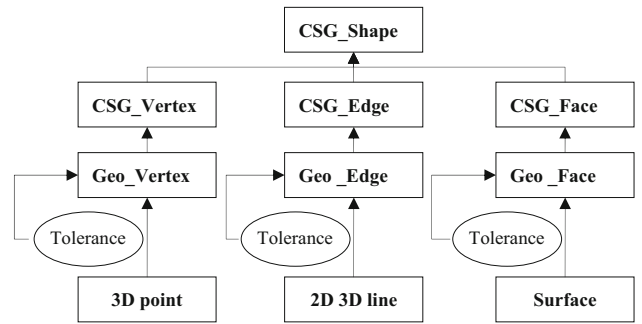 CSG_Shape
CSG_Vertex
CSG_Edge
CSG_Face
Geo_Vertex
Geo _Edge
Geo _Face
Tolerance
Tolerance
Tolerance
3D point
2D 3D line
Surface